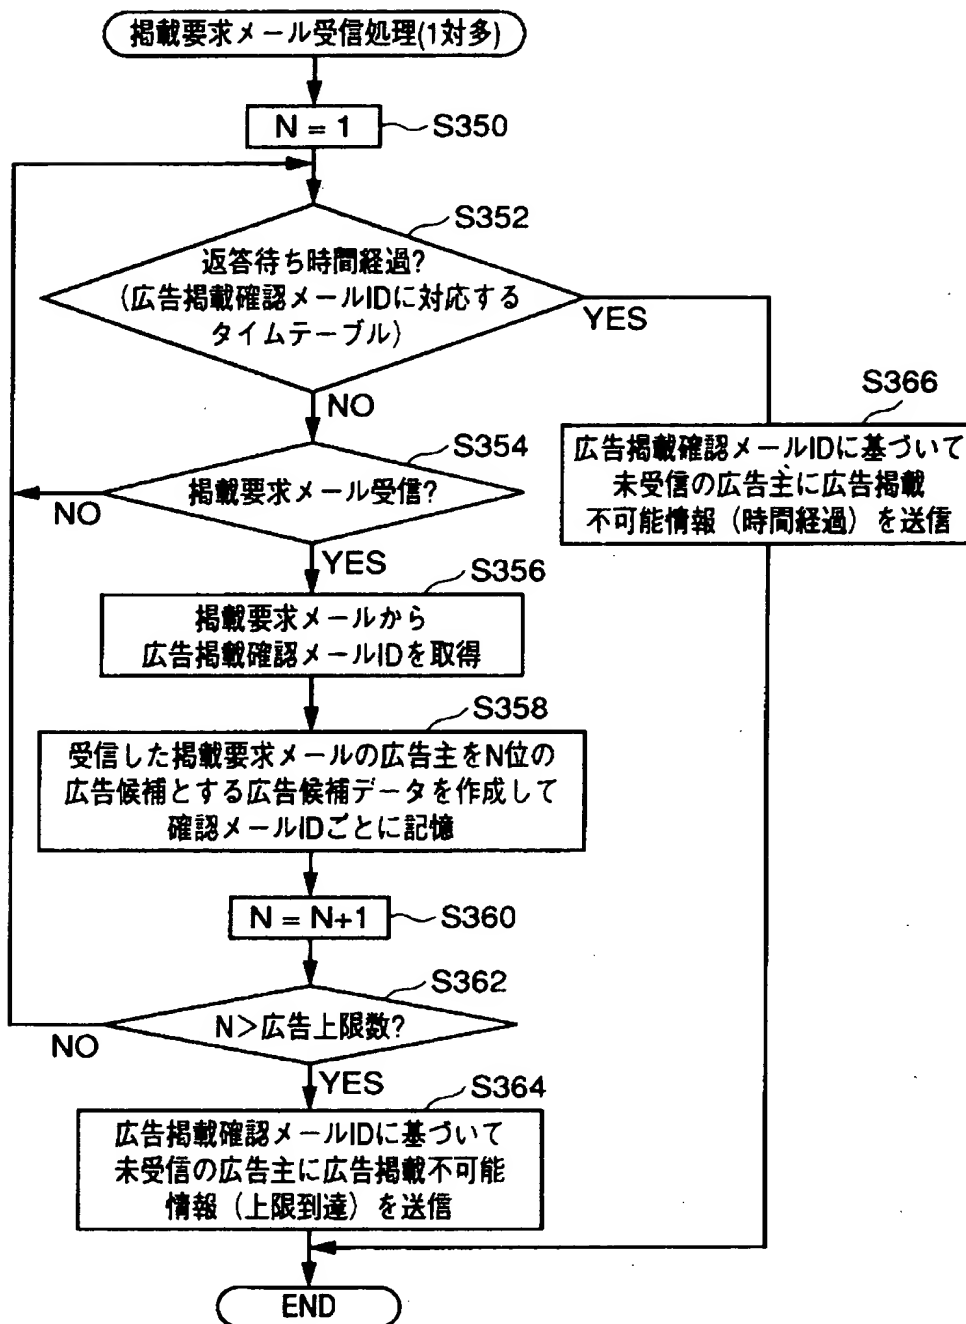 掲載要求メール受信処理(1対多)
N = 1
S350
S352
返答待ち時間経過?
(広告掲載確認メールIDに対応する
タイムテーブル)
YES
NO
S366
広告掲載確認メールIDに基づいて
未受信の広告主に広告掲載
不可能情報(時間経過)を送信
S354
掲載要求メール受信?
NO
YES
S356
掲載要求メールから
広告掲載確認メールIDを取得
S358
受信した掲載要求メールの広告主をN位の
広告候補とする広告候補データを作成して
確認メールIDごとに記憶
N = N+1
S360
S362
N>広告上限数?
NO
YES
S364
広告掲載確認メールIDに基づいて
未受信の広告主に広告掲載不可能
情報(上限到達)を送信
END